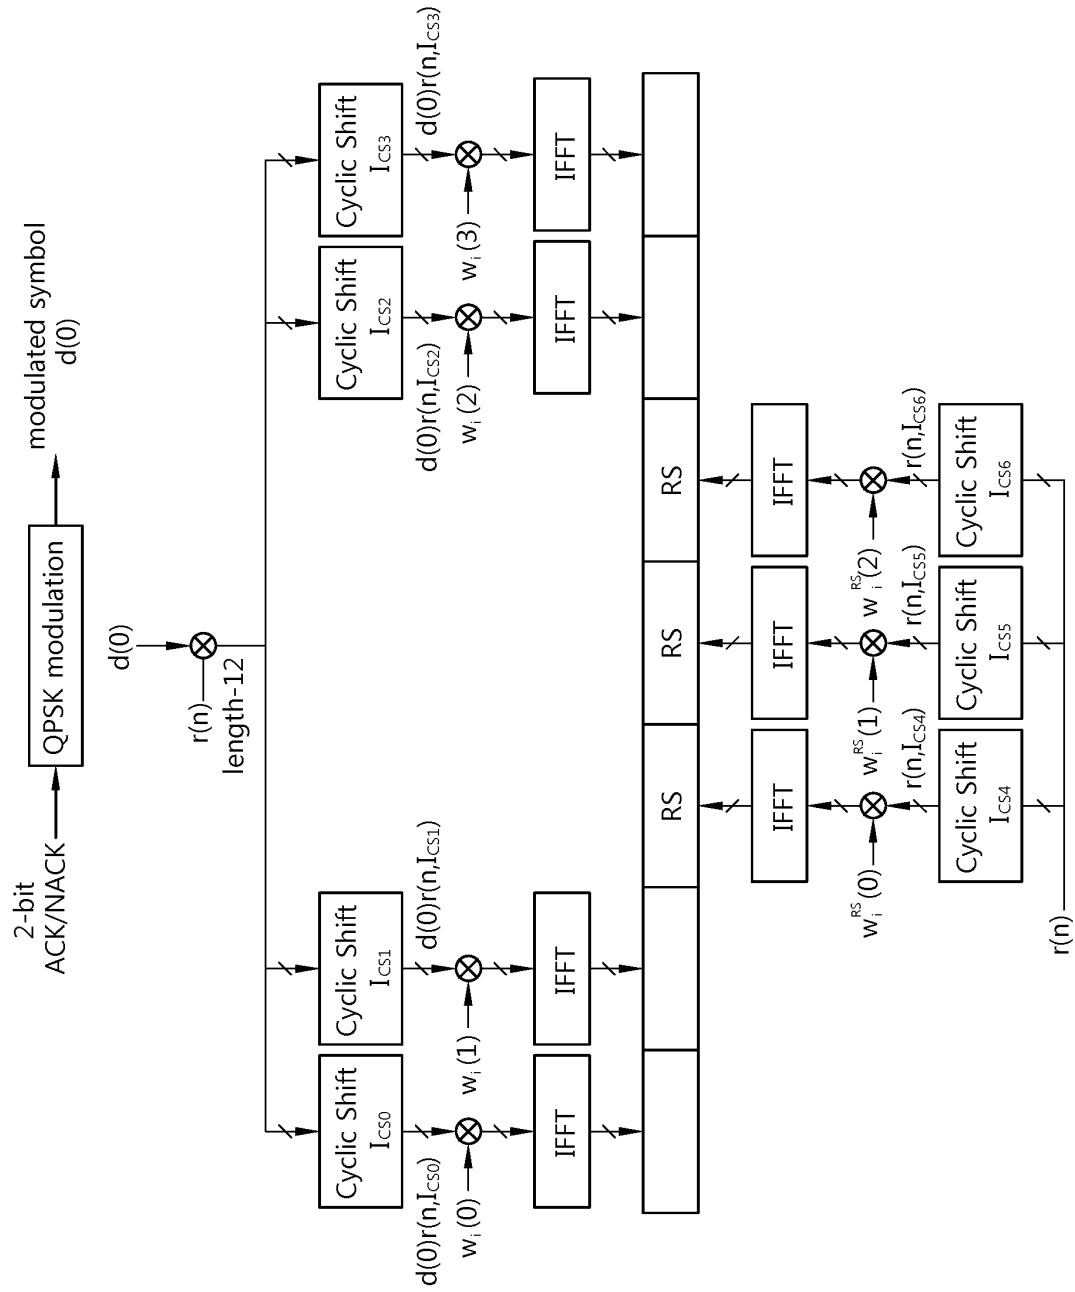 2-bit
ACK/NACK
QPSK modulation
modulated symbol
d(0)
d(0)
r(n)
length-12
Cyclic Shift
I_CS0
Cyclic Shift
I_CS1
Cyclic Shift
I_CS2
Cyclic Shift
I_CS3
d(0)r(n,I_CS0)
d(0)r(n,I_CS1)
d(0)r(n,I_CS2)
d(0)r(n,I_CS3)
w_i(0)
w_i(1)
w_i(2)
w_i(3)
IFFT
IFFT
IFFT
IFFT
RS
RS
RS
IFFT
IFFT
IFFT
w_i^RS(0)
w_i^RS(1)
w_i^RS(2)
r(n,I_CS4)
r(n,I_CS5)
r(n,I_CS6)
Cyclic Shift
I_CS4
Cyclic Shift
I_CS5
Cyclic Shift
I_CS6
r(n)